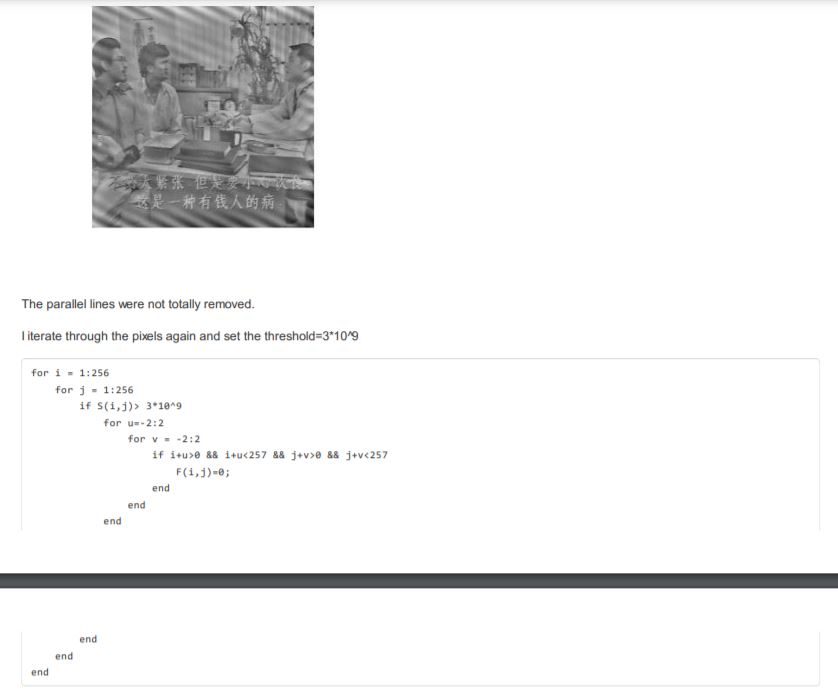 不要太紧张 但是要小心饮食
这是一种有钱人的病
The parallel lines were not totally removed.
I iterate through the pixels again and set the threshold=3*10^9
for i = 1:256
for j = 1:256
if S(i,j)> 3*10^9
for u=-2:2
for v = -2:2
if i+u>0 && i+u<257 && j+v>0 && j+v<257
F(i,j)=0;
end
end
end
end
end
end